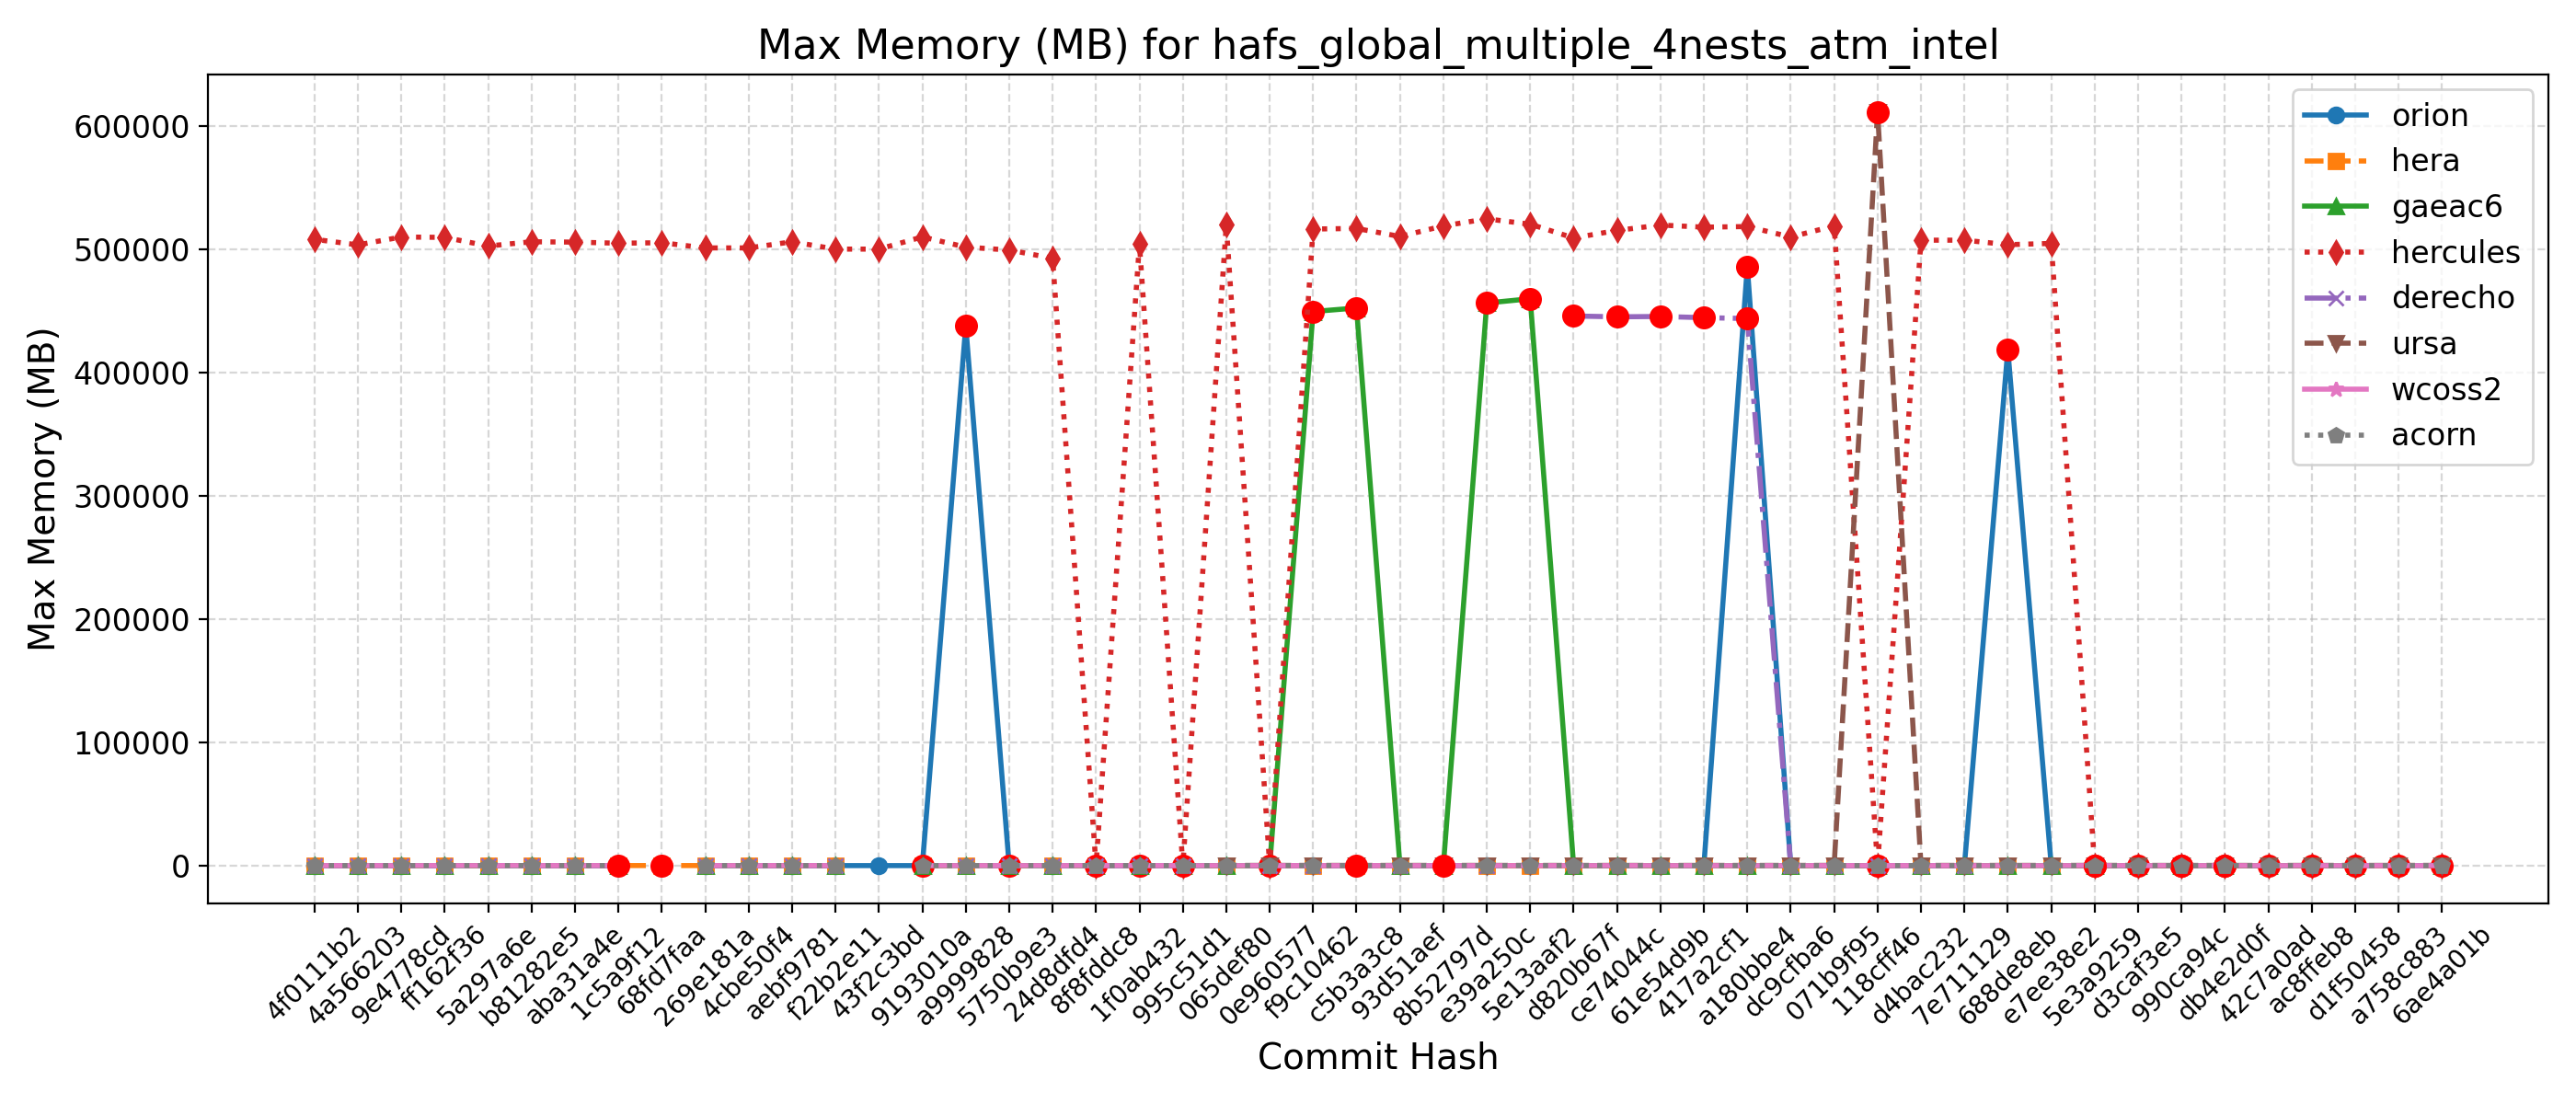 Max Memory (MB) for hafs_global_multiple_4nests_atm_intel
Max Memory (MB)
600000
500000
400000
300000
200000
100000
0
orion
hera
gaeac6
hercules
derecho
ursa
wcoss2
acorn
4f0111b2
4a566203
9e4778cd
ff162f36
5a297a6e
b81282e5
aba31a4e
1c5a9f12
68fd7faa
269e181a
4cbe50f4
aebf9781
f22b2e11
43f2c3bd
9193010a
a9999828
5750b9e3
24d8dfd4
8f8fddc8
1f0ab432
995c51d1
065def80
0e960577
f9c10462
c5b3a3c8
93d51aef
8b52797d
e39a250c
5e13aaf2
d820b67f
ce74044c
61e54d9b
417a2cf1
a180bbe4
dc9cfba6
071b9f95
118cff46
d4bac232
7e711129
688de8eb
e7ee38e2
5e3a9259
d3caf3e5
990ca94c
db4e2d0f
42c7a0ad
ac8ffeb8
d1f50458
a758c883
6ae4a01b
Commit Hash